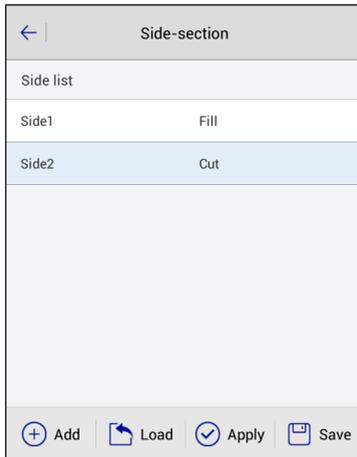 Side-section
Side list
Side1 Fill
Side2 Cut
Add Load Apply Save